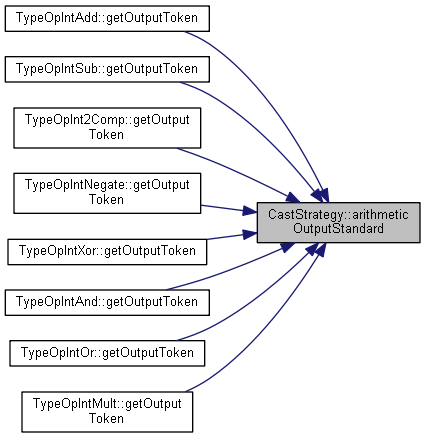 TypeOpIntAdd::getOutputToken
TypeOpIntSub::getOutputToken
TypeOpInt2Comp::getOutput
Token
TypeOpIntNegate::getOutput
Token
CastStrategy::arithmetic
OutputStandard
TypeOpIntXor::getOutputToken
TypeOpIntAnd::getOutputToken
TypeOpIntOr::getOutputToken
TypeOpIntMult::getOutput
Token